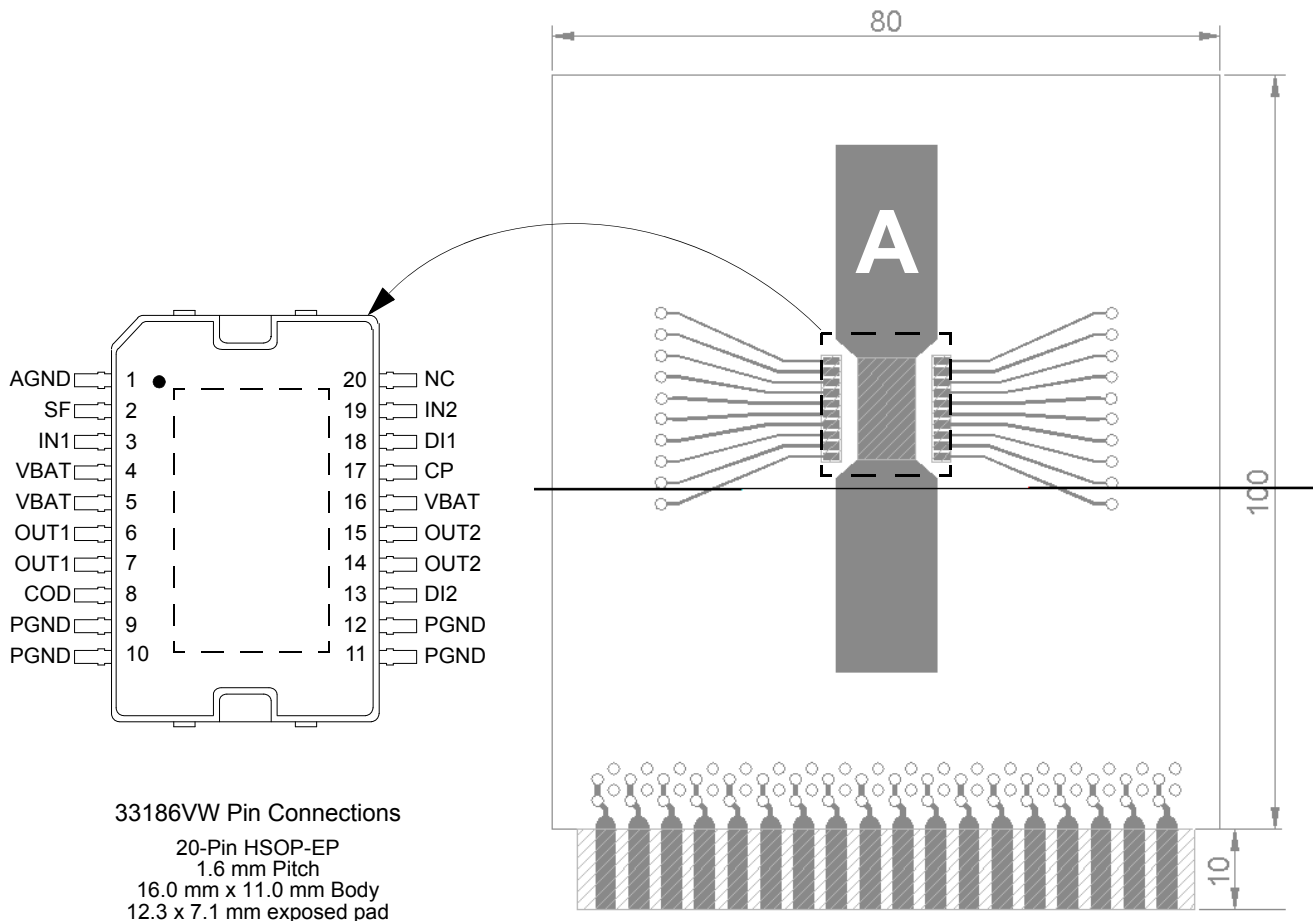 80
A
100
10
AGND 1 20 NC
SF 2 19 IN2
IN1 3 18 DI1
VBAT 4 17 CP
VBAT 5 16 VBAT
OUT1 6 15 OUT2
OUT1 7 14 OUT2
COD 8 13 DI2
PGND 9 12 PGND
PGND 10 11 PGND
33186VW Pin Connections
20-Pin HSOP-EP
1.6 mm Pitch
16.0 mm x 11.0 mm Body
12.3 x 7.1 mm exposed pad